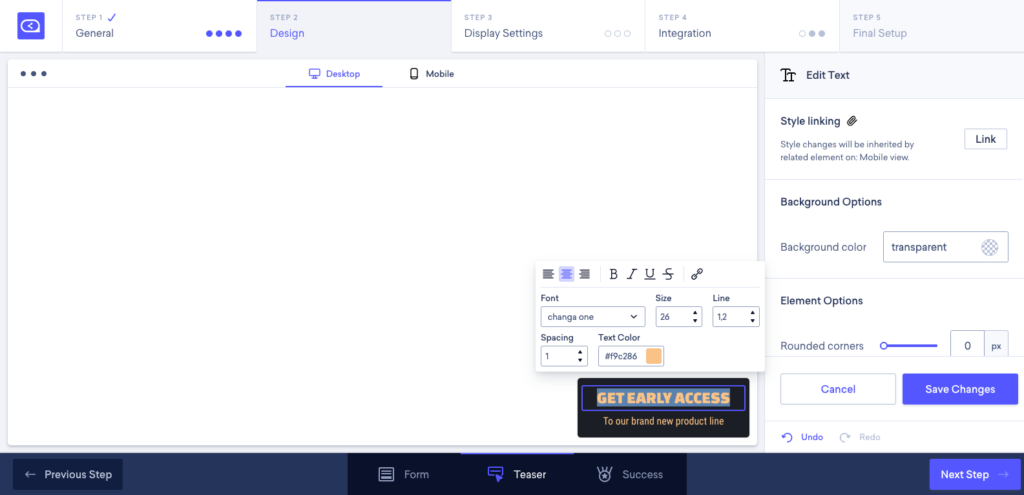 STEP 1
General
STEP 2
Design
STEP 3
Display Settings
STEP 4
Integration
STEP 5
Final Setup
Desktop
Mobile
Edit Text
Style linking
Style changes will be inherited by
related element on: Mobile view.
Link
Background Options
Background color
transparent
B I U S
Font
Size
Line
changa one
26
1,2
Spacing
Text Color
1
#f9c286
Element Options
Rounded corners
0
px
GET EARLY ACCESS
To our brand new product line
Cancel
Save Changes
Undo
Redo
Previous Step
Form
Teaser
Success
Next Step